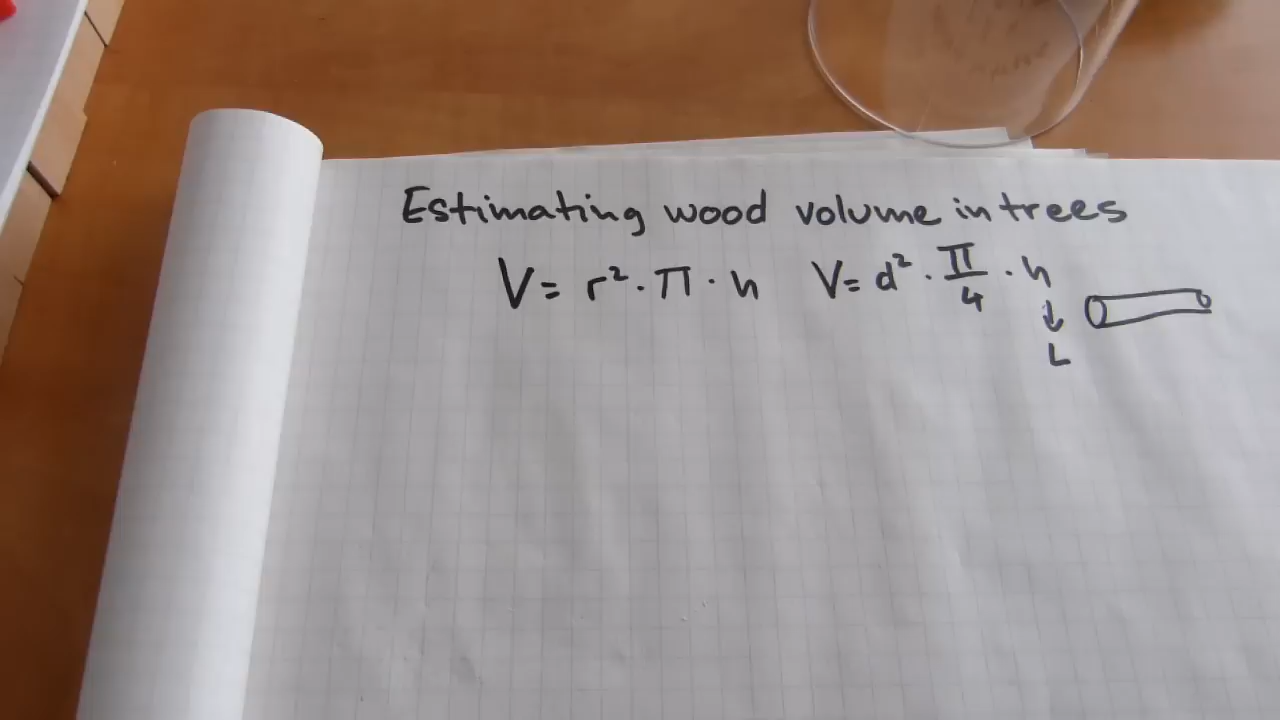 Estimating wood volume in trees
V = r² · π · h V = d² · π/4 · h
↓
L